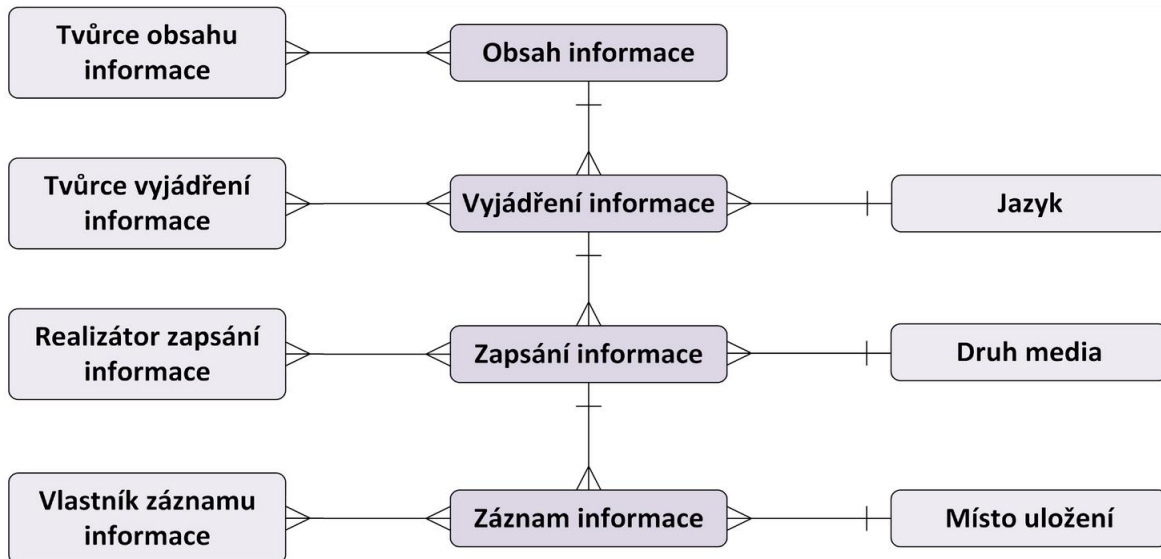 Tvůrce obsahu
informace
Obsah informace
Tvůrce vyjádření
informace
Vyjádření informace
Jazyk
Realizátor zapsání
informace
Zapsání informace
Druh media
Vlastník záznamu
informace
Záznam informace
Místo uložení